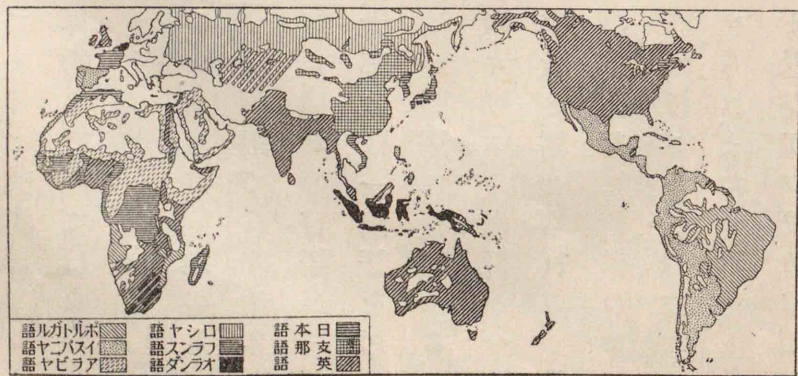 日本語
支那語
英語
ロシヤ語
フランス語
オランダ語
ポルトガル語
イスパニヤ語
アラビヤ語